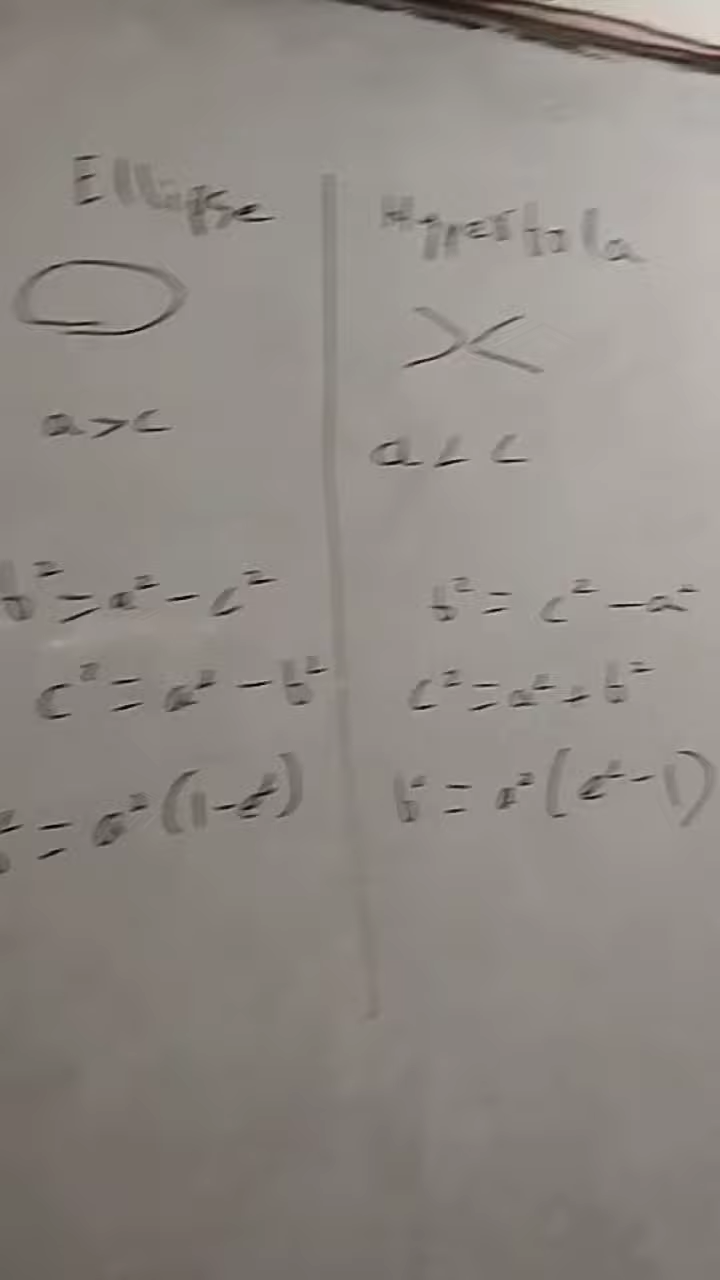 Ellipse
a > c
b² = a² - c²
c² = a² - b²
b² = a² (1 - e²)
Hyperbola
a < c
b² = c² - a²
c² = a² + b²
b² = a² (e² - 1)